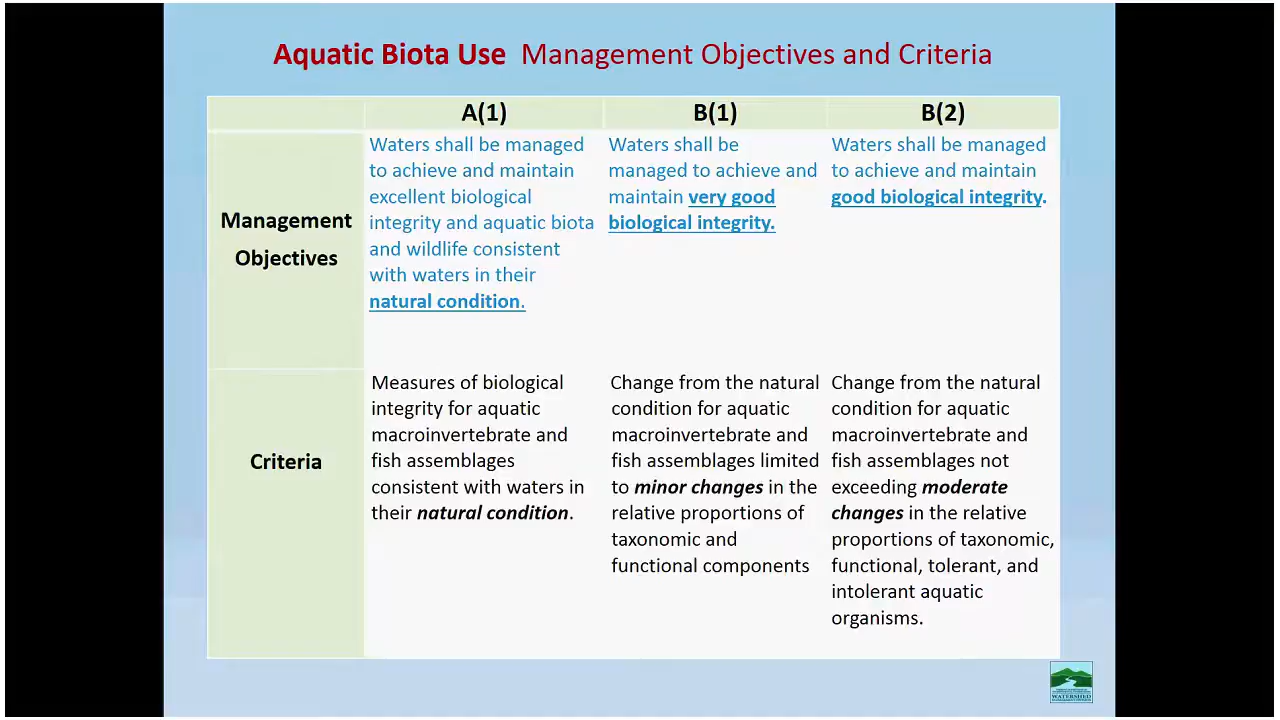 Aquatic Biota Use Management Objectives and Criteria
A(1)
B(1)
B(2)
Management
Objectives
Waters shall be managed
to achieve and maintain
excellent biological
integrity and aquatic biota
and wildlife consistent
with waters in their
natural condition.
Waters shall be
managed to achieve and
maintain very good
biological integrity.
Waters shall be managed
to achieve and maintain
good biological integrity.
Criteria
Measures of biological
integrity for aquatic
macroinvertebrate and
fish assemblages
consistent with waters in
their natural condition.
Change from the natural
condition for aquatic
macroinvertebrate and
fish assemblages limited
to minor changes in the
relative proportions of
taxonomic and
functional components
Change from the natural
condition for aquatic
macroinvertebrate and
fish assemblages not
exceeding moderate
changes in the relative
proportions of taxonomic,
functional, tolerant, and
intolerant aquatic
organisms.
WATERSHED